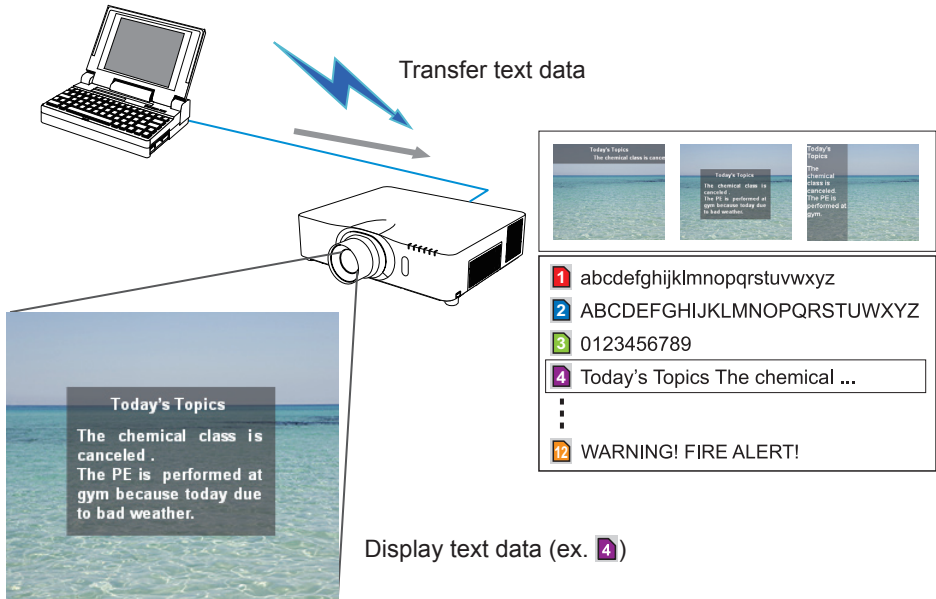 Transfer text data
Today's Topics
The chemical class is cance
Today's Topics
The chemical class is
canceled .
The PE is performed at
gym because today due
to bad weather.
Today's
Topics
The
chemical
class is
canceled.
The PE is
performed at
gym.
1 abcdefghijklmnopqrstuvwxyz
2 ABCDEFGHIJKLMNOPQRSTUWXYZ
3 0123456789
4 Today's Topics The chemical ...
12 WARNING! FIRE ALERT!
Today's Topics
The chemical class is
canceled .
The PE is performed at
gym because today due
to bad weather.
Display text data (ex. 4)